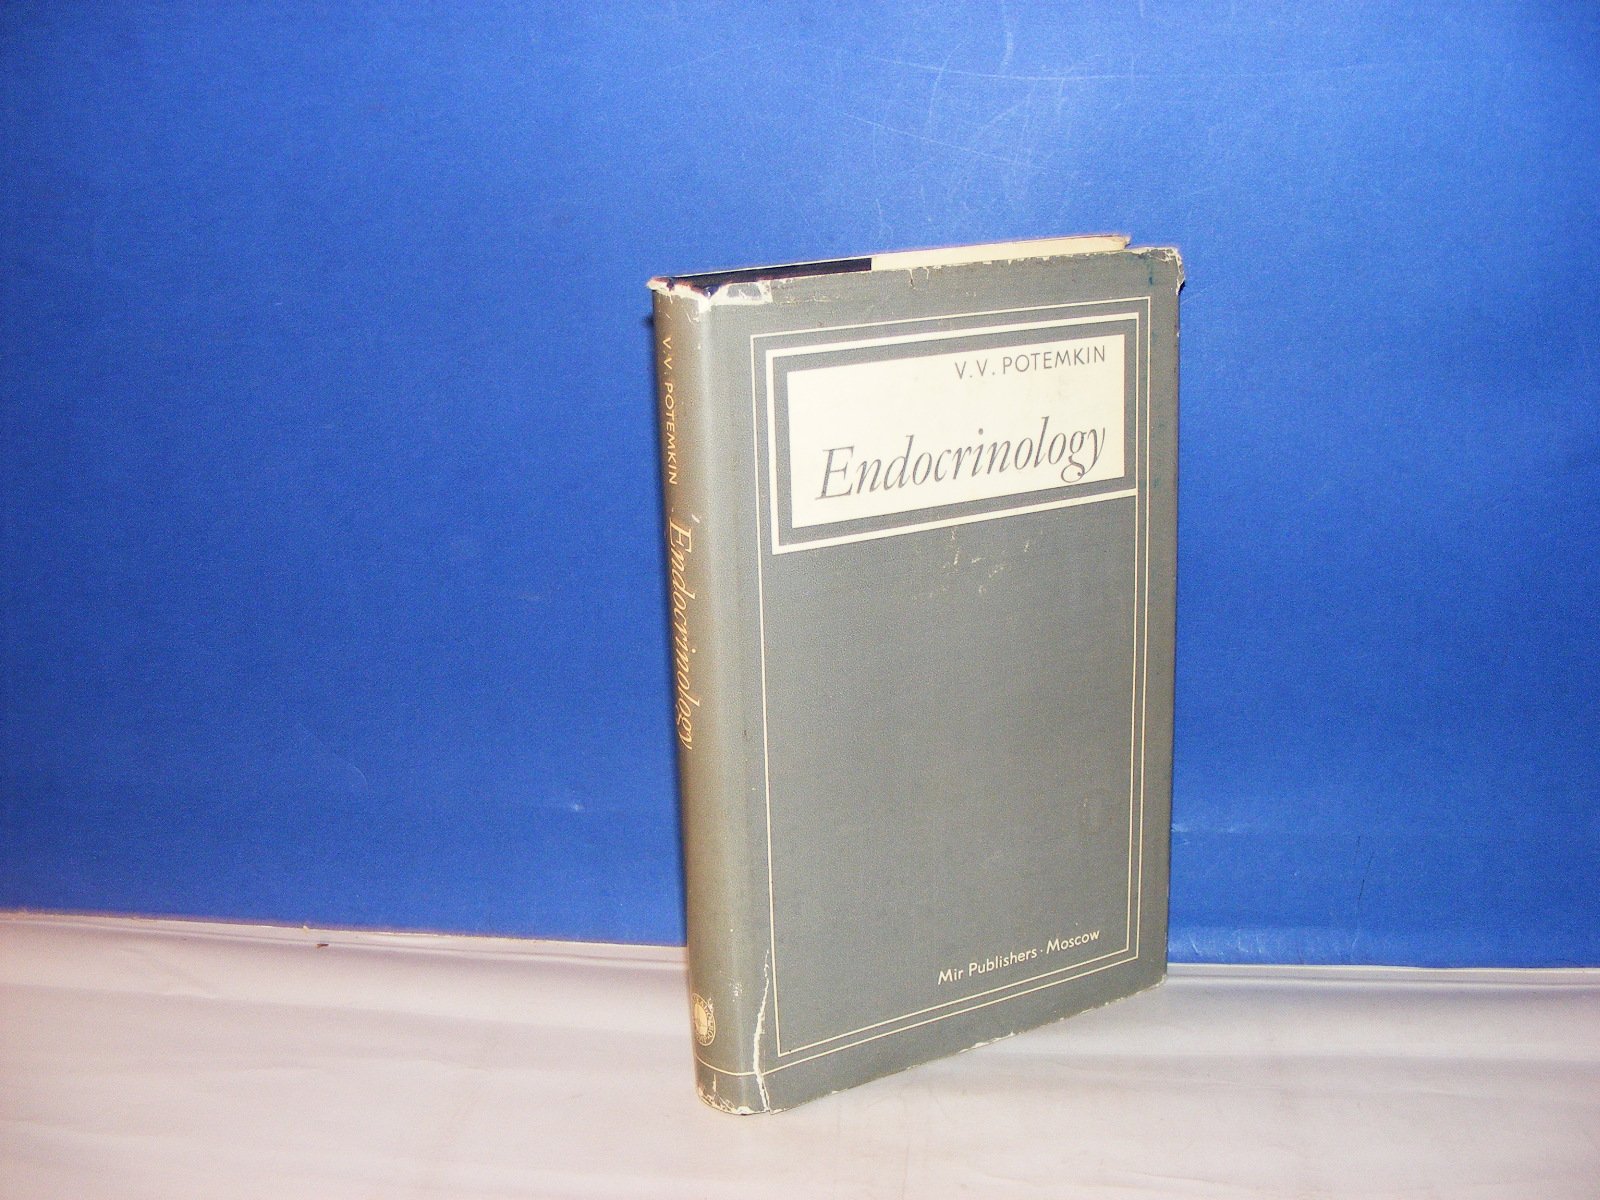 V.V. POTEMKIN
Endocrinology
Mir Publishers · Moscow
V.V. POTEMKIN Endocrinology